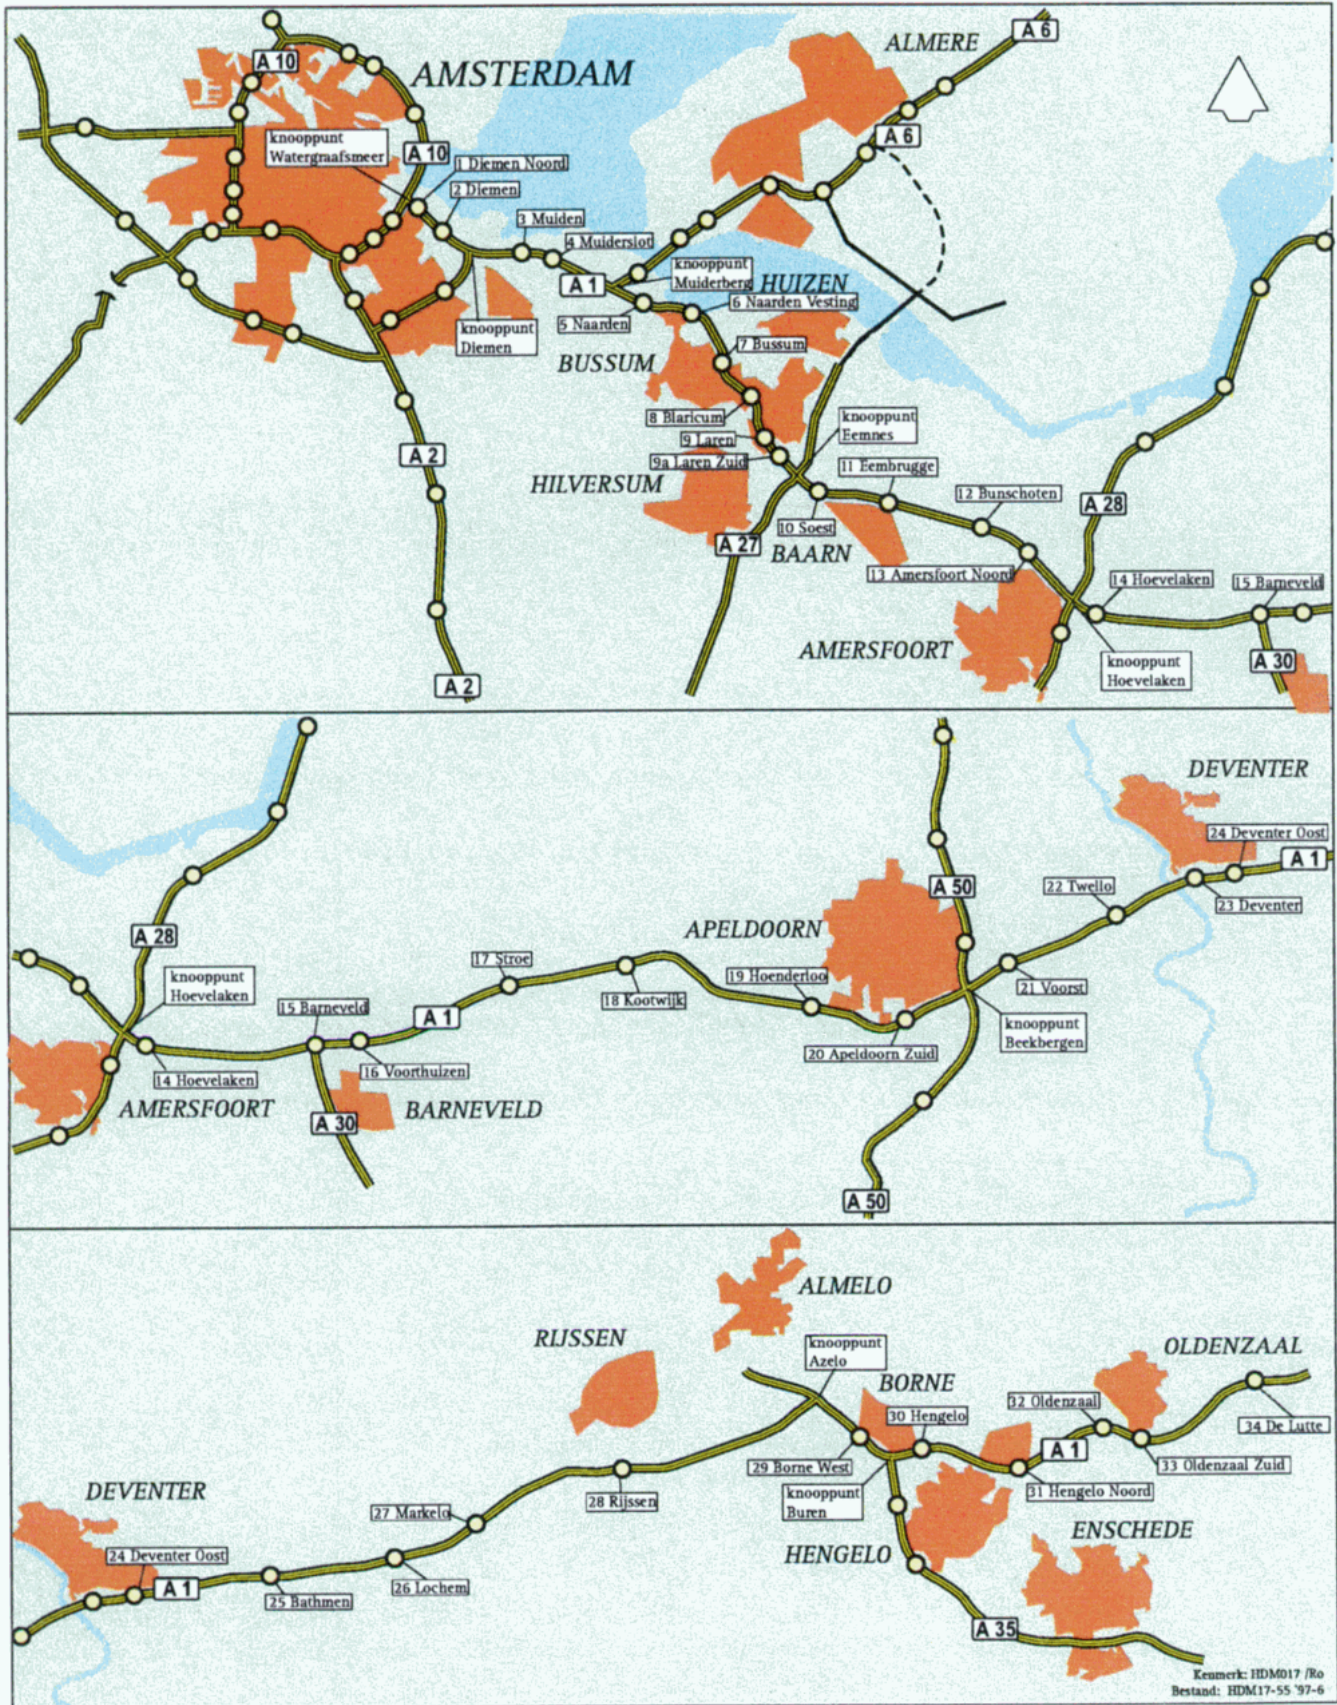 ALMERE
A 6
A 10
AMSTERDAM
knooppunt
Watergraafsmeer
A 10
A 6
1 Diemen Noord
2 Diemen
3 Muiden
4 Muiderslot
knooppunt
Muiderberg
A 1
HUIZEN
6 Naarden Vesting
5 Naarden
knooppunt
Diemen
7 Bussum
BUSSUM
8 Blaricum
knooppunt
Eemnes
9 Laren
A 2
9a Laren Zuid
11 Eembrugge
HILVERSUM
12 Bunschoten
A 28
10 Soest
A 27
BAARN
13 Amersfoort Noord
14 Hoevelaken
15 Barneveld
AMERSFOORT
knooppunt
Hoevelaken
A 30
A 2
DEVENTER
24 Deventer Oost
A 1
A 50
22 Twello
23 Deventer
APELDOORN
A 28
17 Stroe
knooppunt
Hoevelaken
19 Hoenderloo
21 Voorst
18 Kootwijk
15 Barneveld
A 1
knooppunt
Beekbergen
20 Apeldoorn Zuid
14 Hoevelaken
16 Voorthuizen
AMERSFOORT
BARNEVELD
A 30
A 50
ALMELO
RIJSSEN
knooppunt
Azelo
OLDENZAAL
BORNE
32 Oldenzaal
30 Hengelo
34 De Lutte
A 1
29 Borne West
33 Oldenzaal Zuid
DEVENTER
28 Rijssen
knooppunt
Buren
31 Hengelo Noord
27 Markelo
ENSCHEDE
24 Deventer Oost
HENGELO
A 1
26 Lochem
25 Bathmen
A 35
Kenmerk: HDM017 /Ro
Bestand: HDM17-55 '97-6